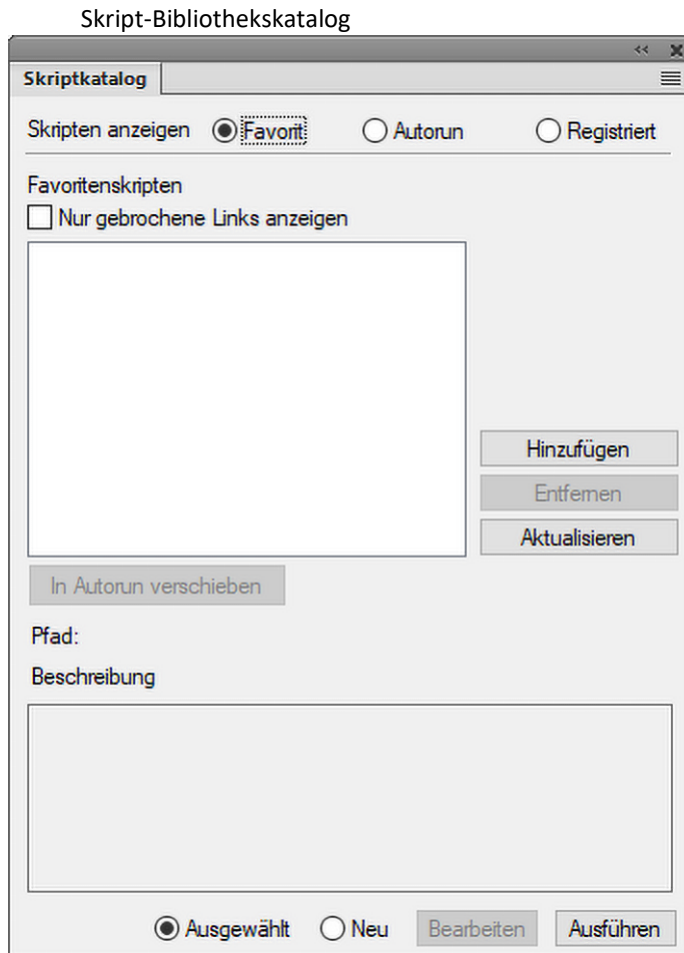 Skript-Bibliothekskatalog
Skriptkatalog
Skripten anzeigen Favorit Autorun Registriert
Favoritenskripten
Nur gebrochene Links anzeigen
Hinzufügen
Entfernen
Aktualisieren
In Autorun verschieben
Pfad:
Beschreibung
Ausgewählt Neu Bearbeiten Ausführen